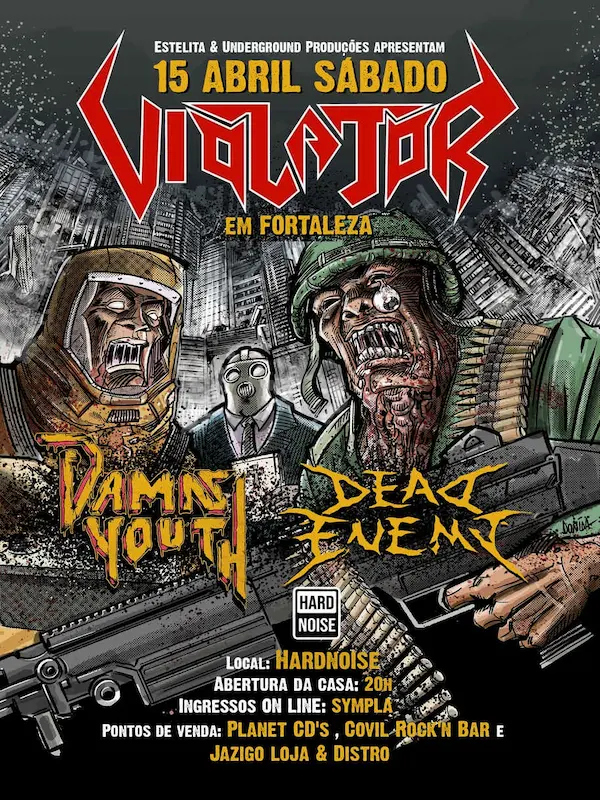 Estelita & Underground Produções apresentam
15 ABRIL SÁBADO
VIOLATOR
EM FORTALEZA
DAMN YOUTH
DEAD ENEMY
DONIDA
HARD
NOISE
Local: Hardnoise
Abertura da casa: 20h
Ingressos ON LINE: SYMPLA
Pontos de venda: Planet CD's , Covil Rock'n Bar e
Jazigo Loja & Distro